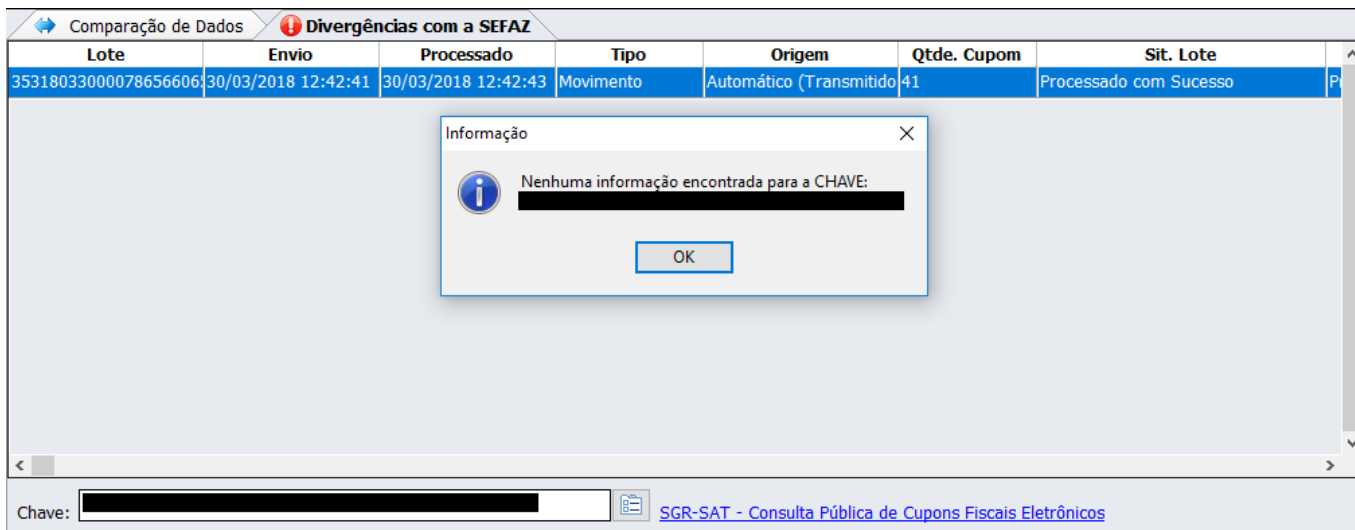 Comparação de Dados Divergências com a SEFAZ
Lote Envio Processado Tipo Origem Qtde. Cupom Sit. Lote
30/03/2018 12:42:41 30/03/2018 12:42:43 Movimento Automático (Transmitido 41 Processado com Sucesso
Informação
Nenhuma informação encontrada para a CHAVE:
OK
Chave: SGR-SAT - Consulta Pública de Cupons Fiscais Eletrônicos